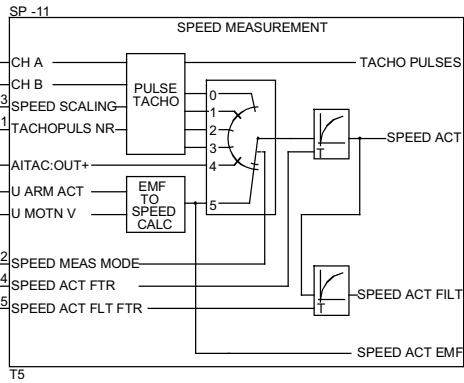 SP -11
SPEED MEASUREMENT
CH A
TACHO PULSES
CH B
PULSE
TACHO
0
3
SPEED SCALING
1
1
TACHOPULS NR
2
SPEED ACT
3
T
AITAC:OUT+
4
U ARM ACT
EMF
TO
SPEED
CALC
5
U MOTN V
2
SPEED MEAS MODE
4
SPEED ACT FTR
SPEED ACT FILT
5
SPEED ACT FLT FTR
T
SPEED ACT EMF
T5